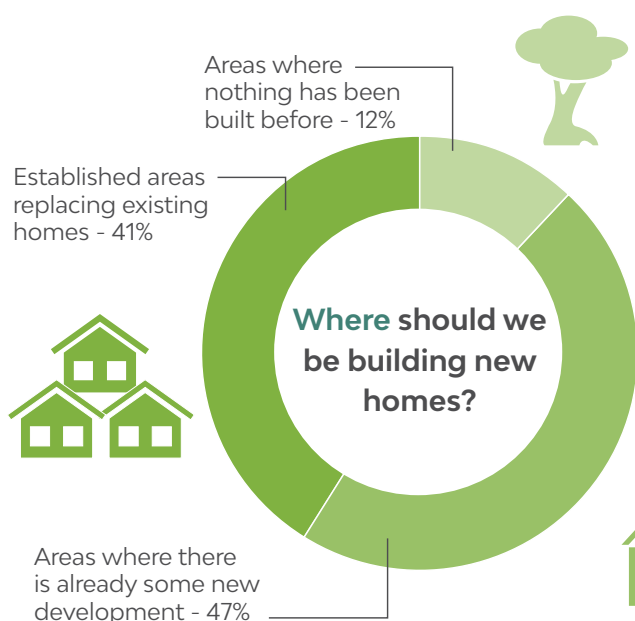 Areas where
nothing has been
built before - 12%
Established areas
replacing existing
homes - 41%
Where should we
be building new
homes?
Areas where there
is already some new
development - 47%